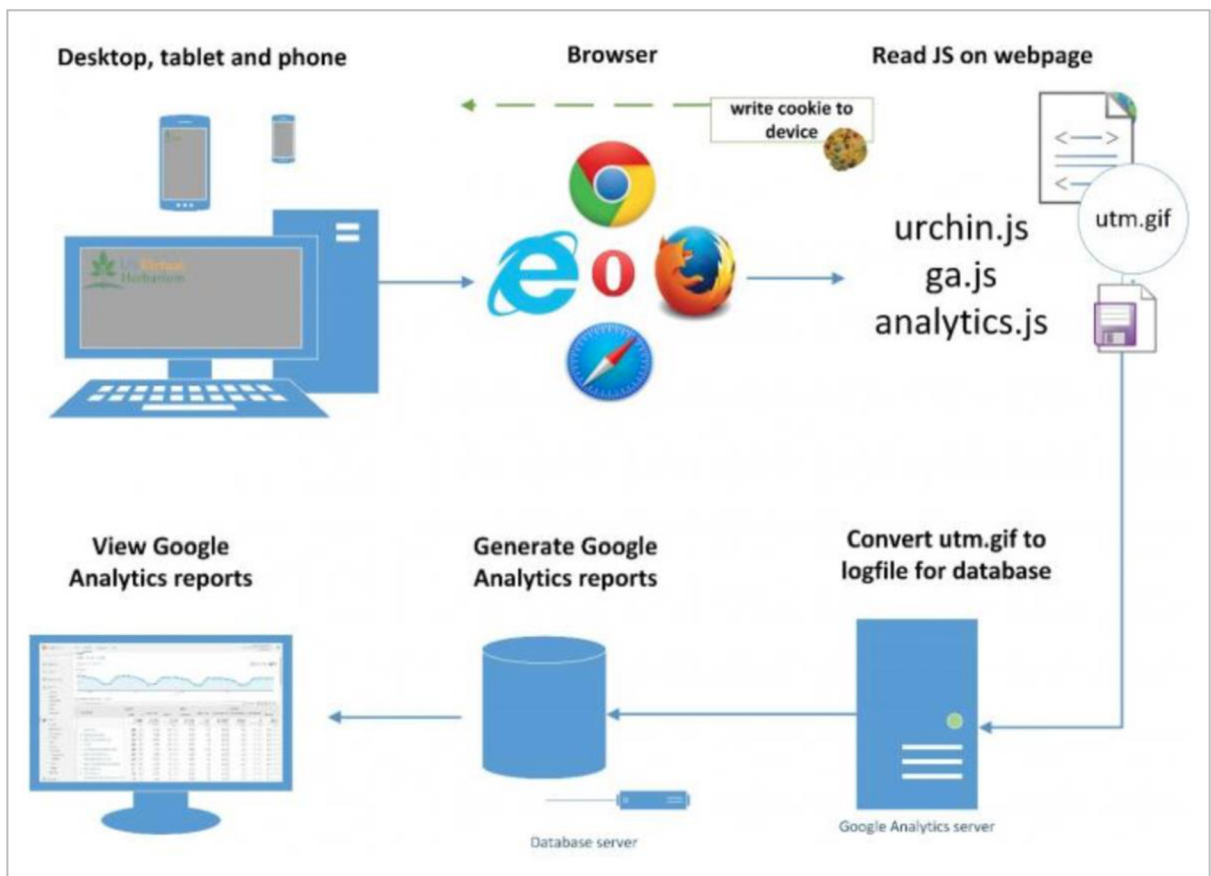 Desktop, tablet and phone
Browser
Read JS on webpage
write cookie to
device
utm.gif
urchin.js
ga.js
analytics.js
Virtual
Herbarium
View Google
Analytics reports
Generate Google
Analytics reports
Convert utm.gif to
logfile for database
Database server
Google Analytics server